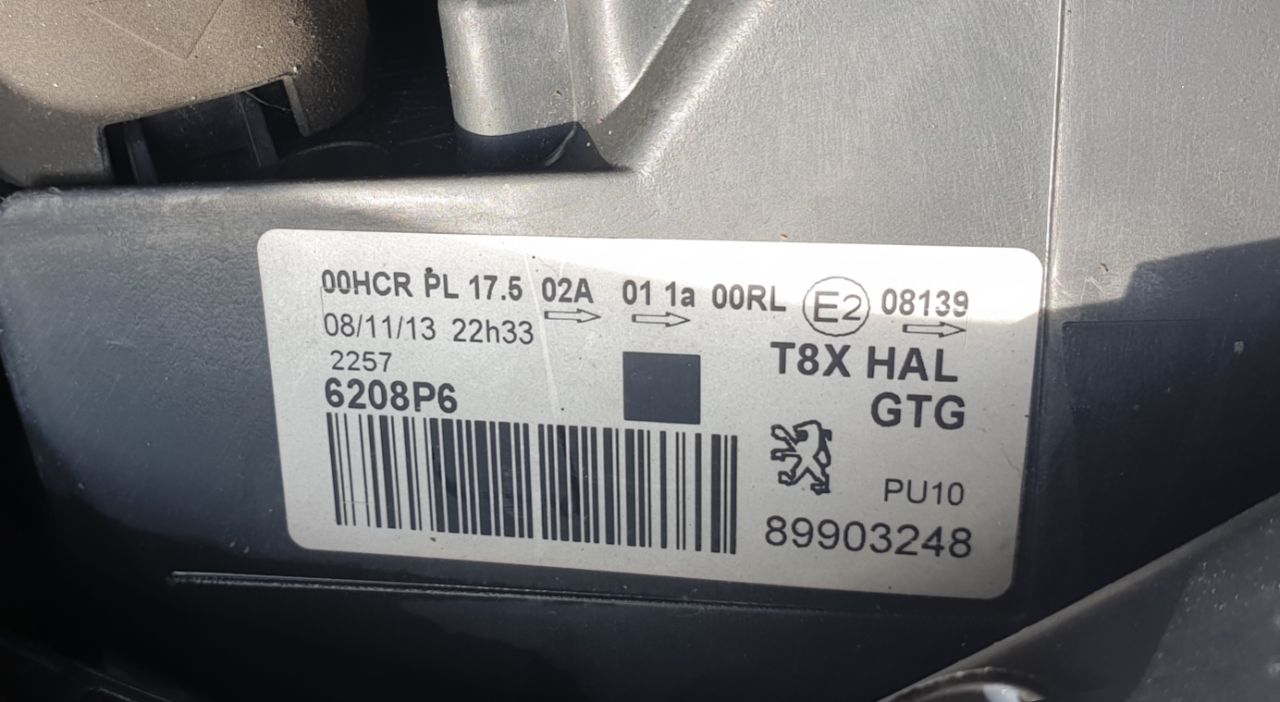 00HCR PL 17.5 02A 01 1a 00RL E2 08139
08/11/13 22h33
2257
6208P6
T8X HAL
GTG
PU10
89903248